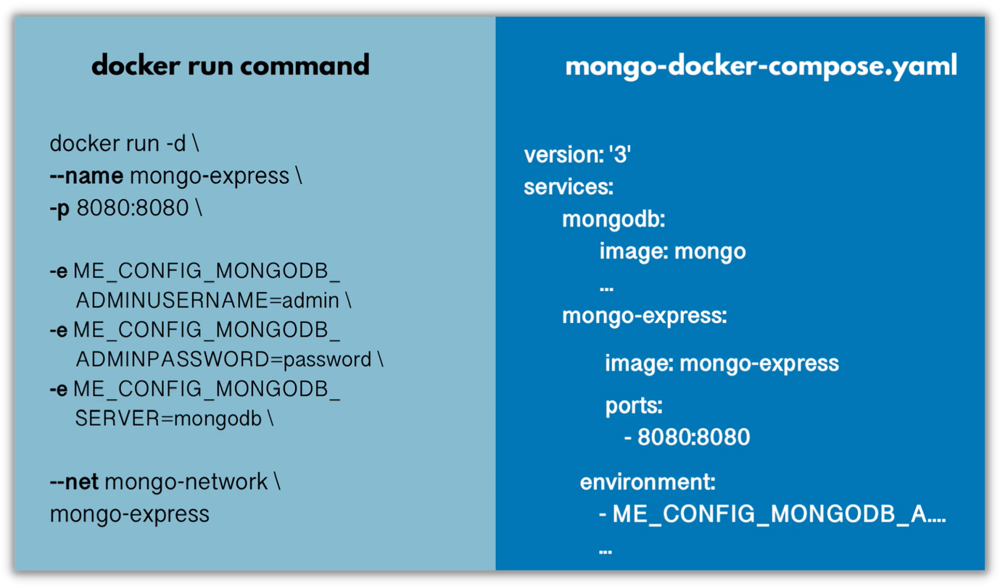 docker run command
docker run -d \
--name mongo-express \
-p 8080:8080 \
-e ME_CONFIG_MONGODB_
ADMINUSERNAME=admin \
-e ME_CONFIG_MONGODB_
ADMINPASSWORD=password \
-e ME_CONFIG_MONGODB_
SERVER=mongodb \
--net mongo-network \
mongo-express
mongo-docker-compose.yaml
version: '3'
services:
mongodb:
image: mongo
...
mongo-express:
image: mongo-express
ports:
- 8080:8080
environment:
- ME_CONFIG_MONGODB_A....
...